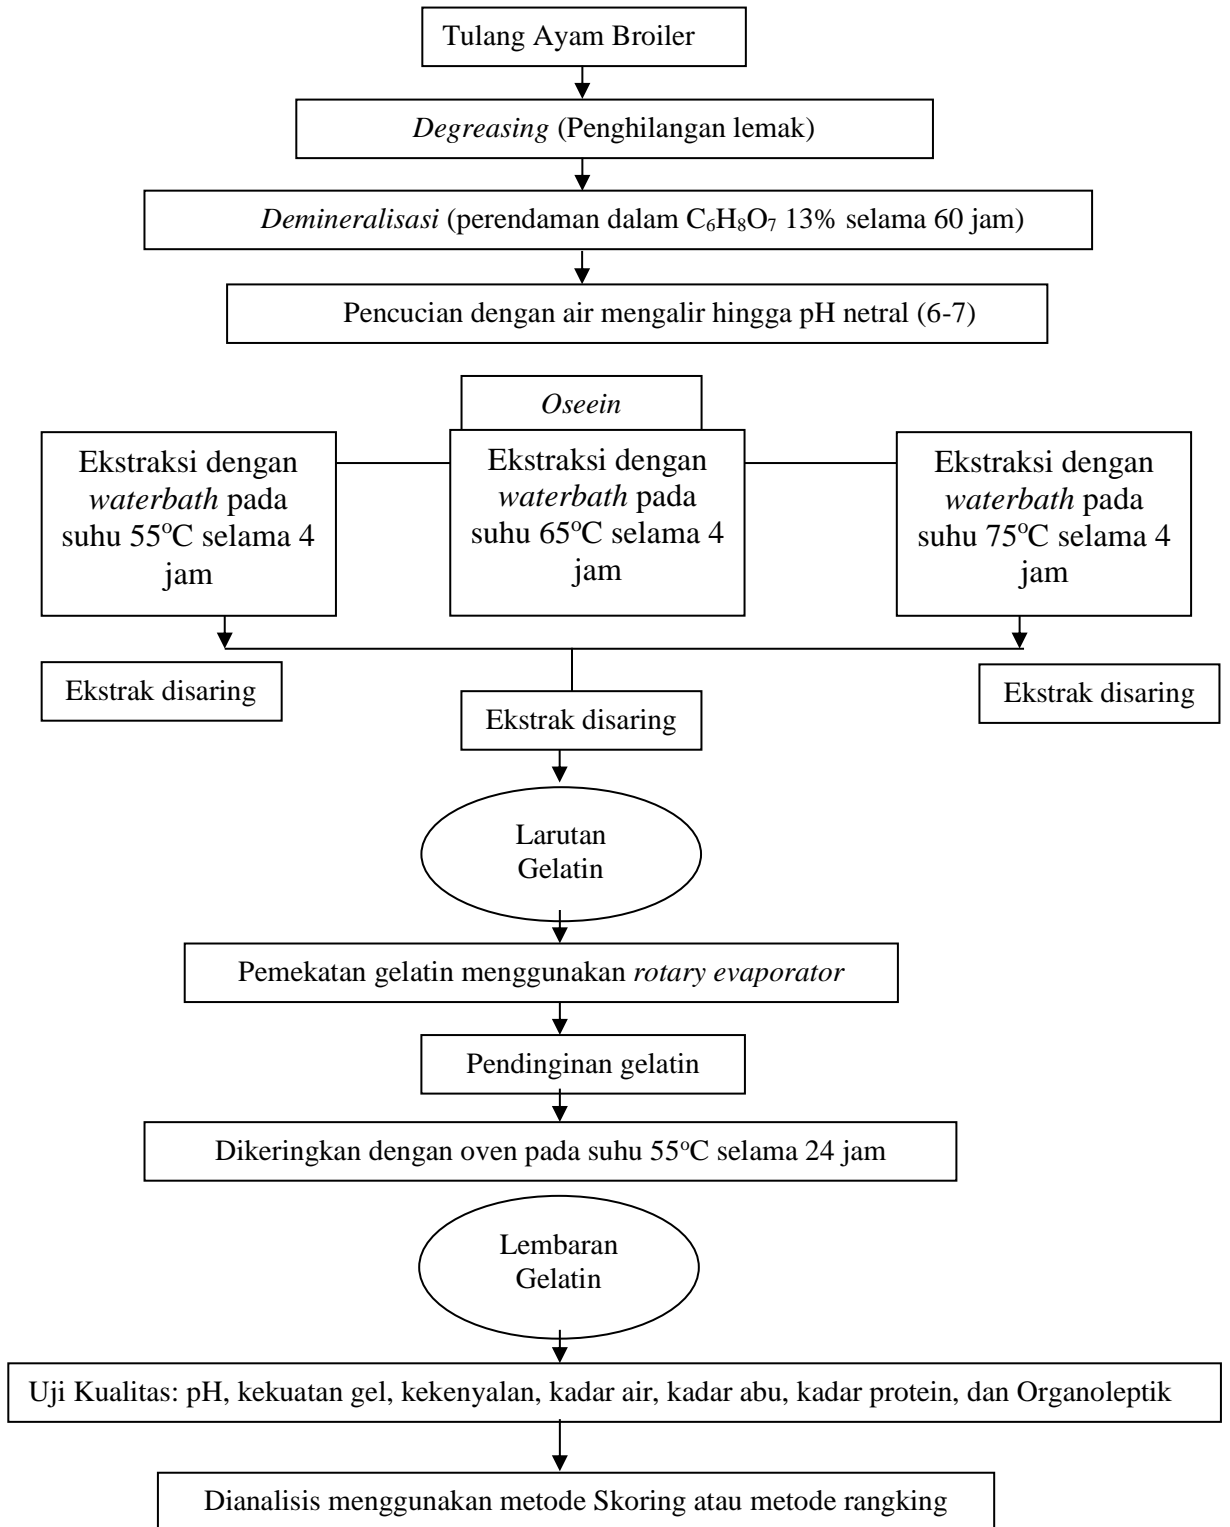 Tulang Ayam Broiler
Degreasing (Penghilangan lemak)
Demineralisasi (perendaman dalam C₆H₈O₇ 13% selama 60 jam)
Pencucian dengan air mengalir hingga pH netral (6-7)
Oseein
Ekstraksi dengan
waterbath pada
suhu 55°C selama 4
jam
Ekstraksi dengan
waterbath pada
suhu 65°C selama 4
jam
Ekstraksi dengan
waterbath pada
suhu 75°C selama 4
jam
Ekstrak disaring
Ekstrak disaring
Ekstrak disaring
Larutan
Gelatin
Pemekatan gelatin menggunakan rotary evaporator
Pendinginan gelatin
Dikeringkan dengan oven pada suhu 55°C selama 24 jam
Lembaran
Gelatin
Uji Kualitas: pH, kekuatan gel, kekenyalan, kadar air, kadar abu, kadar protein, dan Organoleptik
Dianalisis menggunakan metode Skoring atau metode rangking